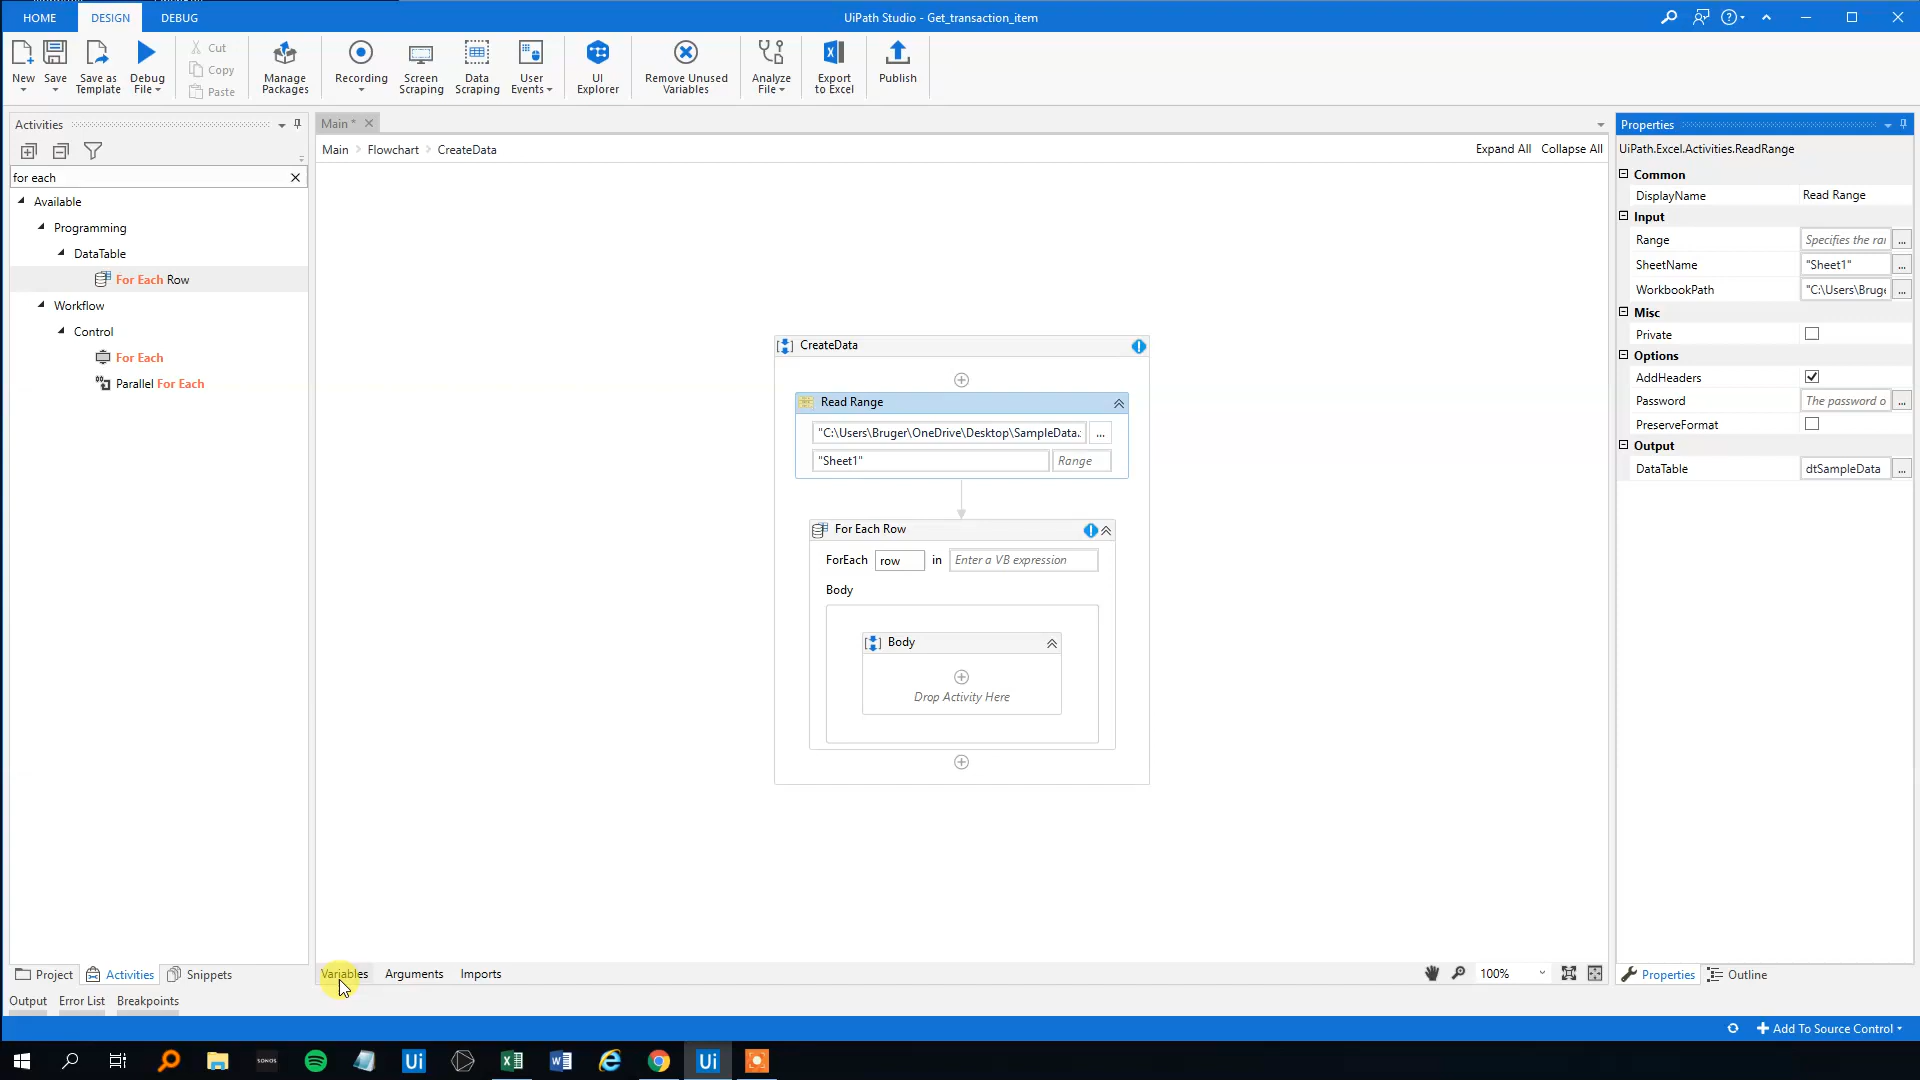 HOME DESIGN DEBUG
UiPath Studio - Get_transaction_item
New Save Save as Template Debug File
Cut
Copy
Paste
Manage Packages Recording Screen Scraping Data Scraping User Events UI Explorer Remove Unused Variables Analyze File Export to Excel Publish
Activities
for each
Available
Programming
DataTable
For Each Row
Workflow
Control
For Each
Parallel For Each
Main *
Main > Flowchart > CreateData
Expand All Collapse All
CreateData
Read Range
"C:\Users\Bruger\OneDrive\Desktop\SampleData. ...
"Sheet1" Range
For Each Row
ForEach row in Enter a VB expression
Body
Body
Drop Activity Here
Properties
UiPath.Excel.Activities.ReadRange
Common
DisplayName Read Range
Input
Range Specifies the ra ...
SheetName "Sheet1" ...
WorkbookPath "C:\Users\Bruge ...
Misc
Private
Options
AddHeaders
Password The password o ...
PreserveFormat
Output
DataTable dtSampleData ...
Variables Arguments Imports
100%
Project Activities Snippets
Properties Outline
Output Error List Breakpoints
Add To Source Control
SONOS
Ui
Ui